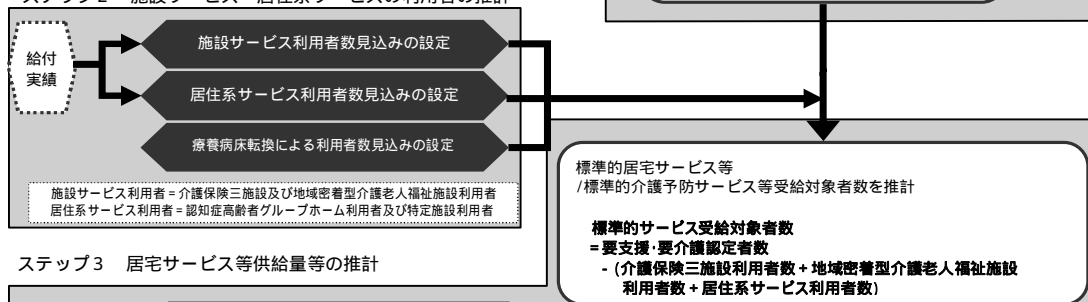 ステップ2 施設サービス・居住系サービスの利用者の推計
給付
実績
施設サービス利用者数見込みの設定
居住系サービス利用者数見込みの設定
療養病床転換による利用者数見込みの設定
施設サービス利用者=介護保険三施設及び地域密着型介護老人福祉施設利用者
居住系サービス利用者=認知症高齢者グループホーム利用者及び特定施設利用者
標準的居宅サービス等
/標準的介護予防サービス等受給対象者数を推計
標準的サービス受給対象者数
=要支援・要介護認定者数
-(介護保険三施設利用者数+地域密着型介護老人福祉施設
利用者数+居住系サービス利用者数)
ステップ3 居宅サービス等供給量等の推計